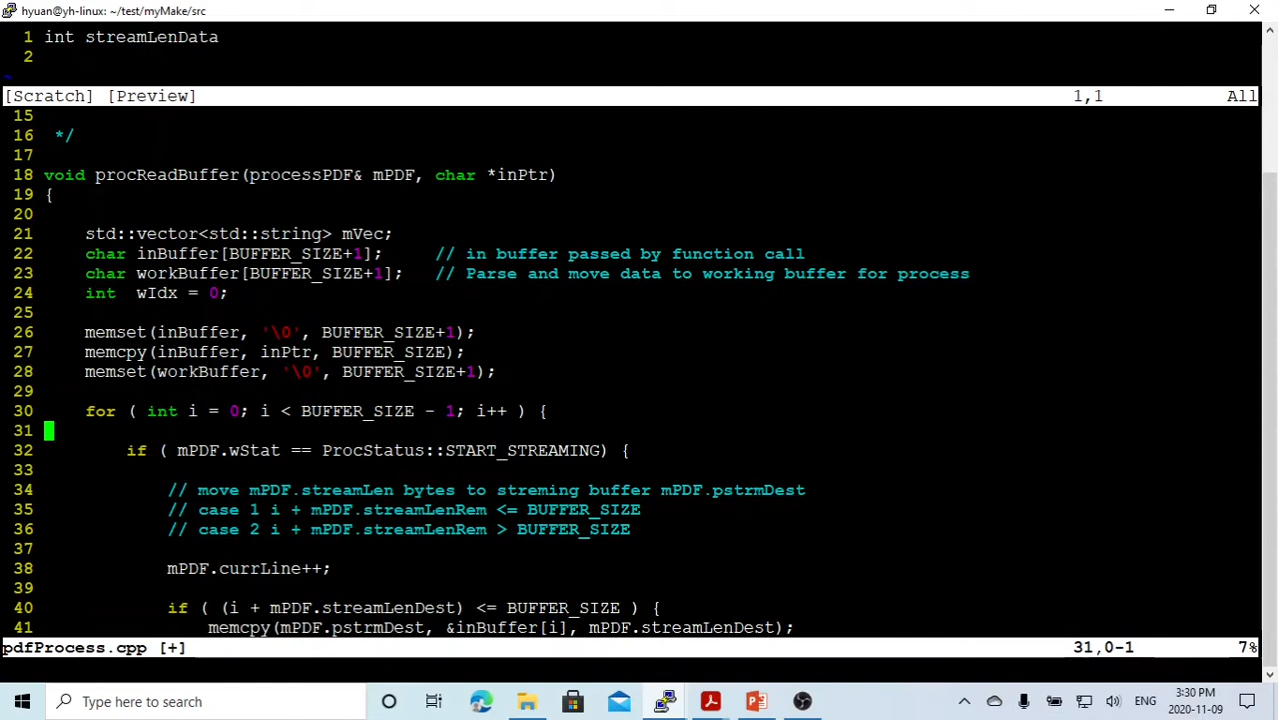 hyuan@yh-linux: ~/test/myMake/src
1 int streamLenData
2
~
[Scratch] [Preview] 1,1 All
15
16 */
17
18 void procReadBuffer(processPDF& mPDF, char *inPtr)
19 {
20
21 std::vector<std::string> mVec;
22 char inBuffer[BUFFER_SIZE+1]; // in buffer passed by function call
23 char workBuffer[BUFFER_SIZE+1]; // Parse and move data to working buffer for process
24 int wIdx = 0;
25
26 memset(inBuffer, '\0', BUFFER_SIZE+1);
27 memcpy(inBuffer, inPtr, BUFFER_SIZE);
28 memset(workBuffer, '\0', BUFFER_SIZE+1);
29
30 for ( int i = 0; i < BUFFER_SIZE - 1; i++ ) {
31
32 if ( mPDF.wStat == ProcStatus::START_STREAMING) {
33
34 // move mPDF.streamLen bytes to streming buffer mPDF.pstrmDest
35 // case 1 i + mPDF.streamLenRem <= BUFFER_SIZE
36 // case 2 i + mPDF.streamLenRem > BUFFER_SIZE
37
38 mPDF.currLine++;
39
40 if ( (i + mPDF.streamLenDest) <= BUFFER_SIZE ) {
41 memcpy(mPDF.pstrmDest, &inBuffer[i], mPDF.streamLenDest);
pdfProcess.cpp [+] 31,0-1 7%
Type here to search
ENG
3:30 PM
2020-11-09